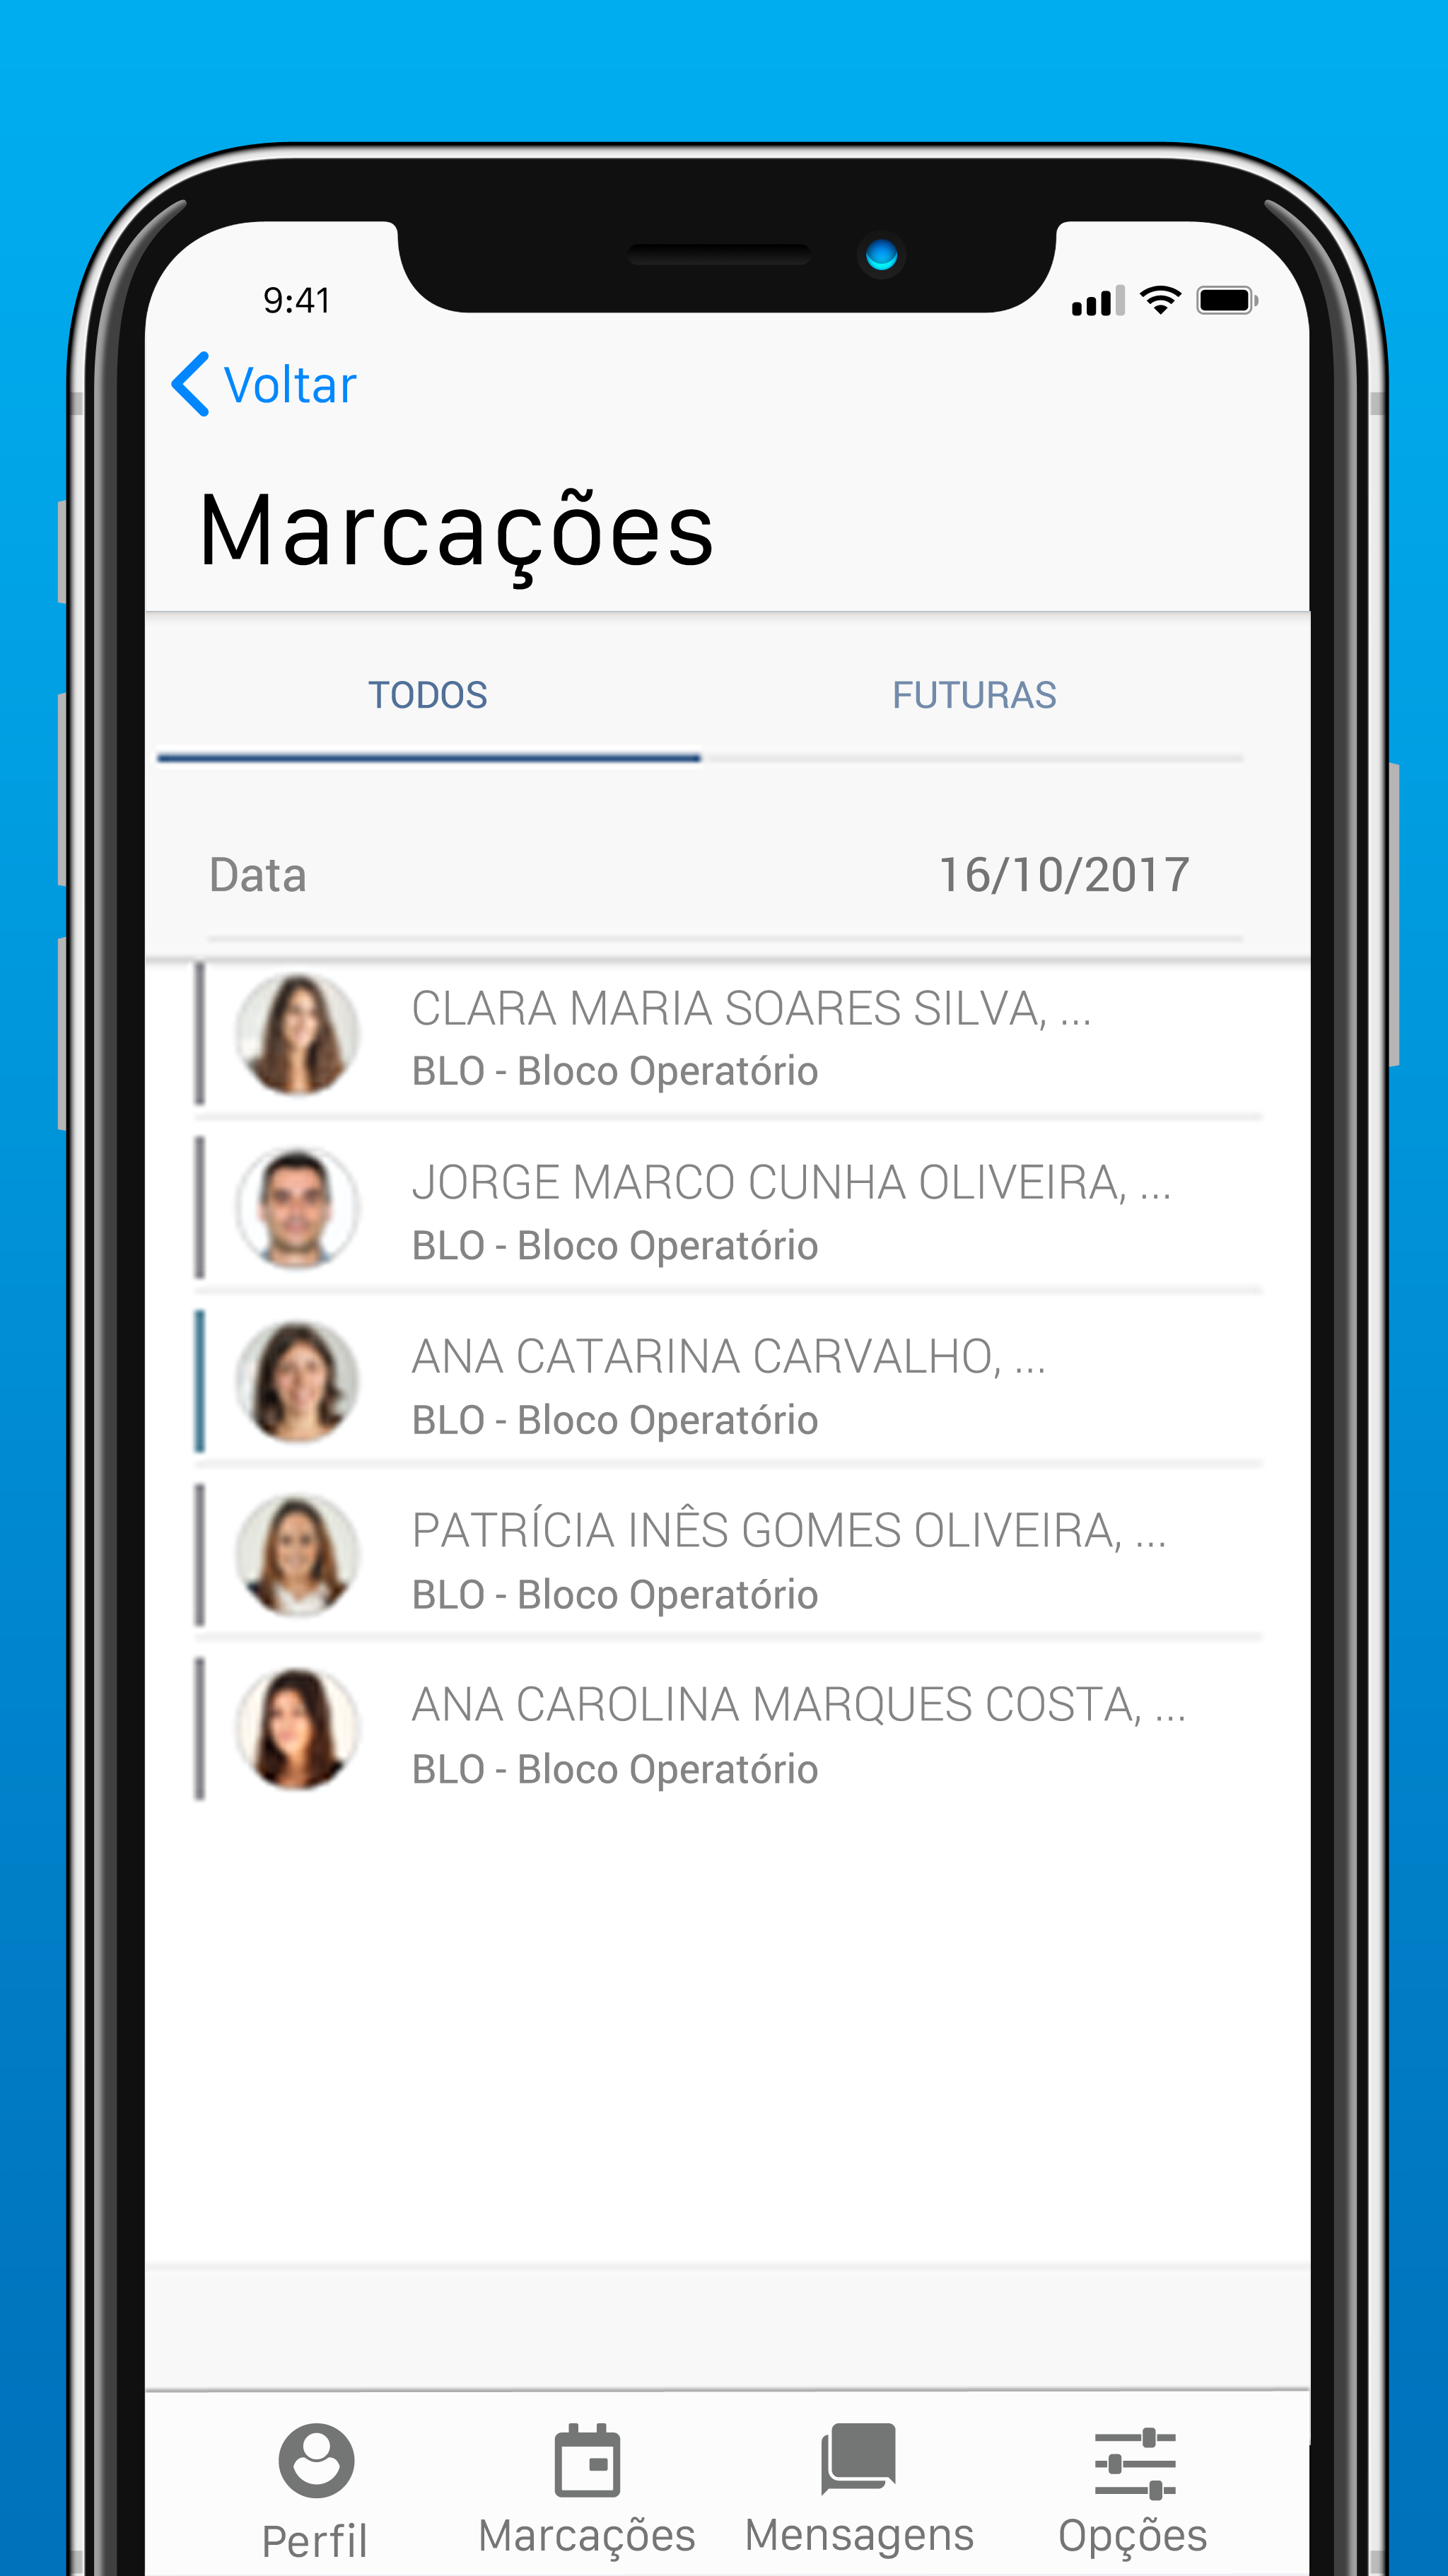 9:41
Voltar
Marcações
TODOS
FUTURAS
Data
16/10/2017
CLARA MARIA SOARES SILVA, ...
BLO - Bloco Operatório
JORGE MARCO CUNHA OLIVEIRA, ...
BLO - Bloco Operatório
ANA CATARINA CARVALHO, ...
BLO - Bloco Operatório
PATRÍCIA INÊS GOMES OLIVEIRA, ...
BLO - Bloco Operatório
ANA CAROLINA MARQUES COSTA, ...
BLO - Bloco Operatório
Perfil
Marcações
Mensagens
Opções